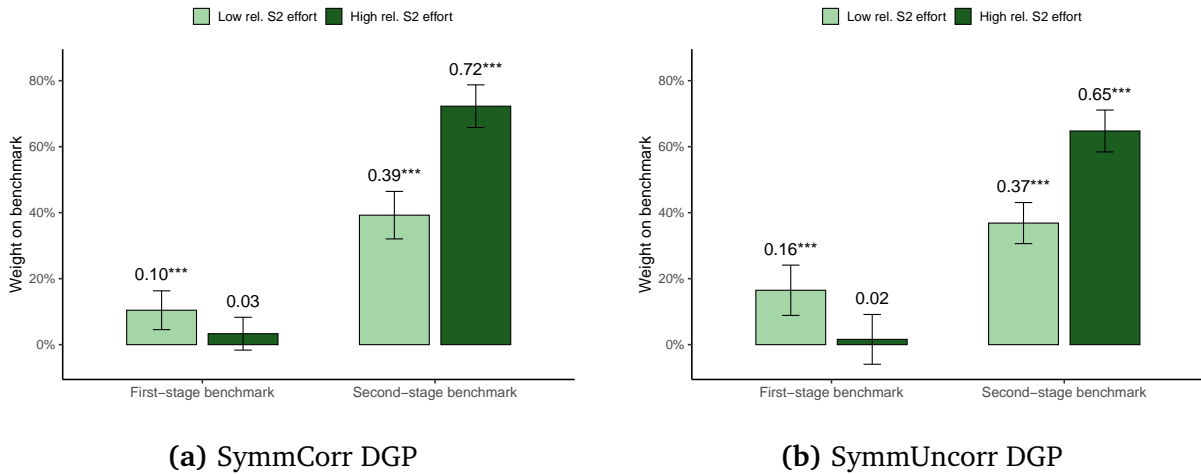 Low rel. S2 effort High rel. S2 effort
Weight on benchmark
80%
60%
40%
20%
0%
0.10***
0.03
0.39***
0.72***
First−stage benchmark Second−stage benchmark
(a) SymmCorr DGP
Low rel. S2 effort High rel. S2 effort
Weight on benchmark
80%
60%
40%
20%
0%
0.16***
0.02
0.37***
0.65***
First−stage benchmark Second−stage benchmark
(b) SymmUncorr DGP